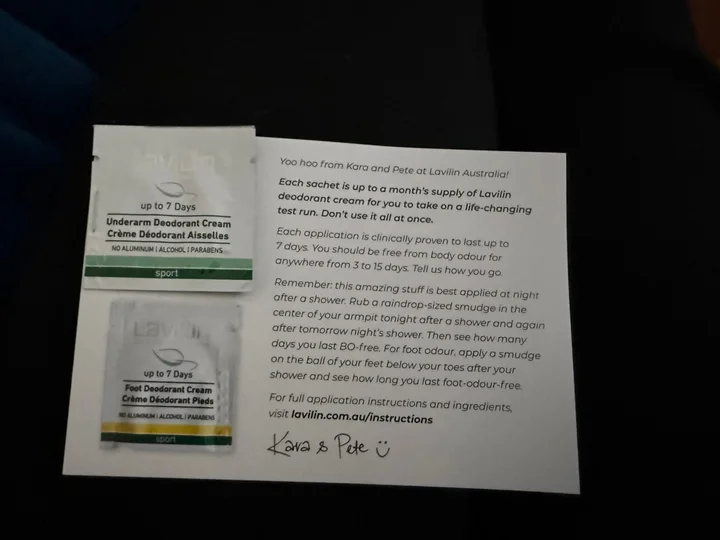 up to 7 Days
Underarm Deodorant Cream
Crème Déodorant Aisselles
NO ALUMINUM | ALCOHOL | PARABENS
sport
LAVILIN
up to 7 Days
Foot Deodorant Cream
Crème Déodorant Pieds
NO ALUMINUM | ALCOHOL | PARABENS
sport
Yoo hoo from Kara and Pete at Lavilin Australia!
Each sachet is up to a month's supply of Lavilin
deodorant cream for you to take on a life-changing
test run. Don't use it all at once.
Each application is clinically proven to last up to
7 days. You should be free from body odour for
anywhere from 3 to 15 days. Tell us how you go.
Remember: this amazing stuff is best applied at night
after a shower. Rub a raindrop-sized smudge in the
center of your armpit tonight after a shower and again
after tomorrow night's shower. Then see how many
days you last BO-free. For foot odour, apply a smudge
on the ball of your feet below your toes after your
shower and see how long you last foot-odour-free.
For full application instructions and ingredients,
visit lavilin.com.au/instructions
Kara & Pete